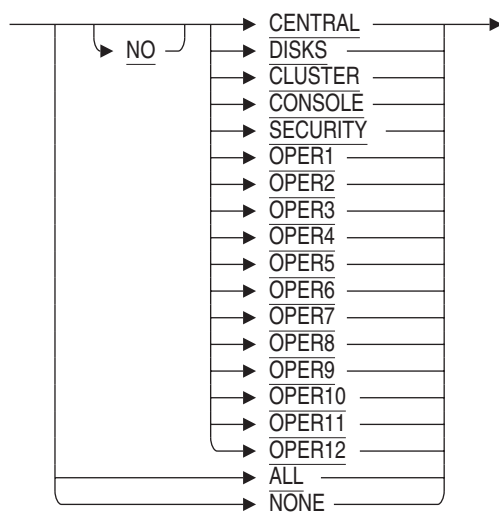 CENTRAL
NO
DISKS
CLUSTER
CONSOLE
SECURITY
OPER1
OPER2
OPER3
OPER4
OPER5
OPER6
OPER7
OPER8
OPER9
OPER10
OPER11
OPER12
ALL
NONE